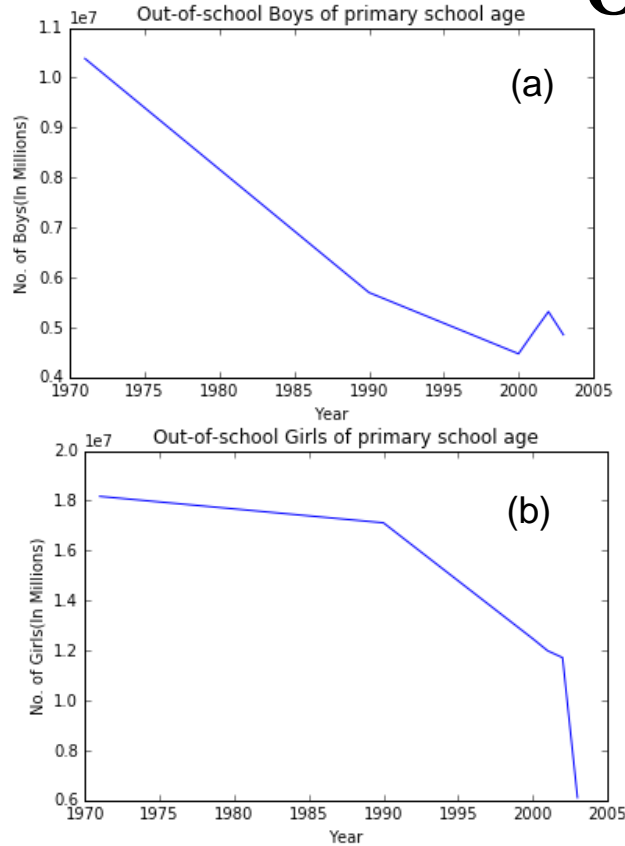 1e7 Out-of-school Boys of primary school age
1.1
1.0
0.9
0.8
0.7
0.6
0.5
0.4
No. of Boys(In Millions)
(a)
1970 1975 1980 1985 1990 1995 2000 2005
Year
1e7 Out-of-school Girls of primary school age
2.0
1.8
1.6
1.4
1.2
1.0
0.8
0.6
No. of Girls(In Millions)
(b)
1970 1975 1980 1985 1990 1995 2000 2005
Year